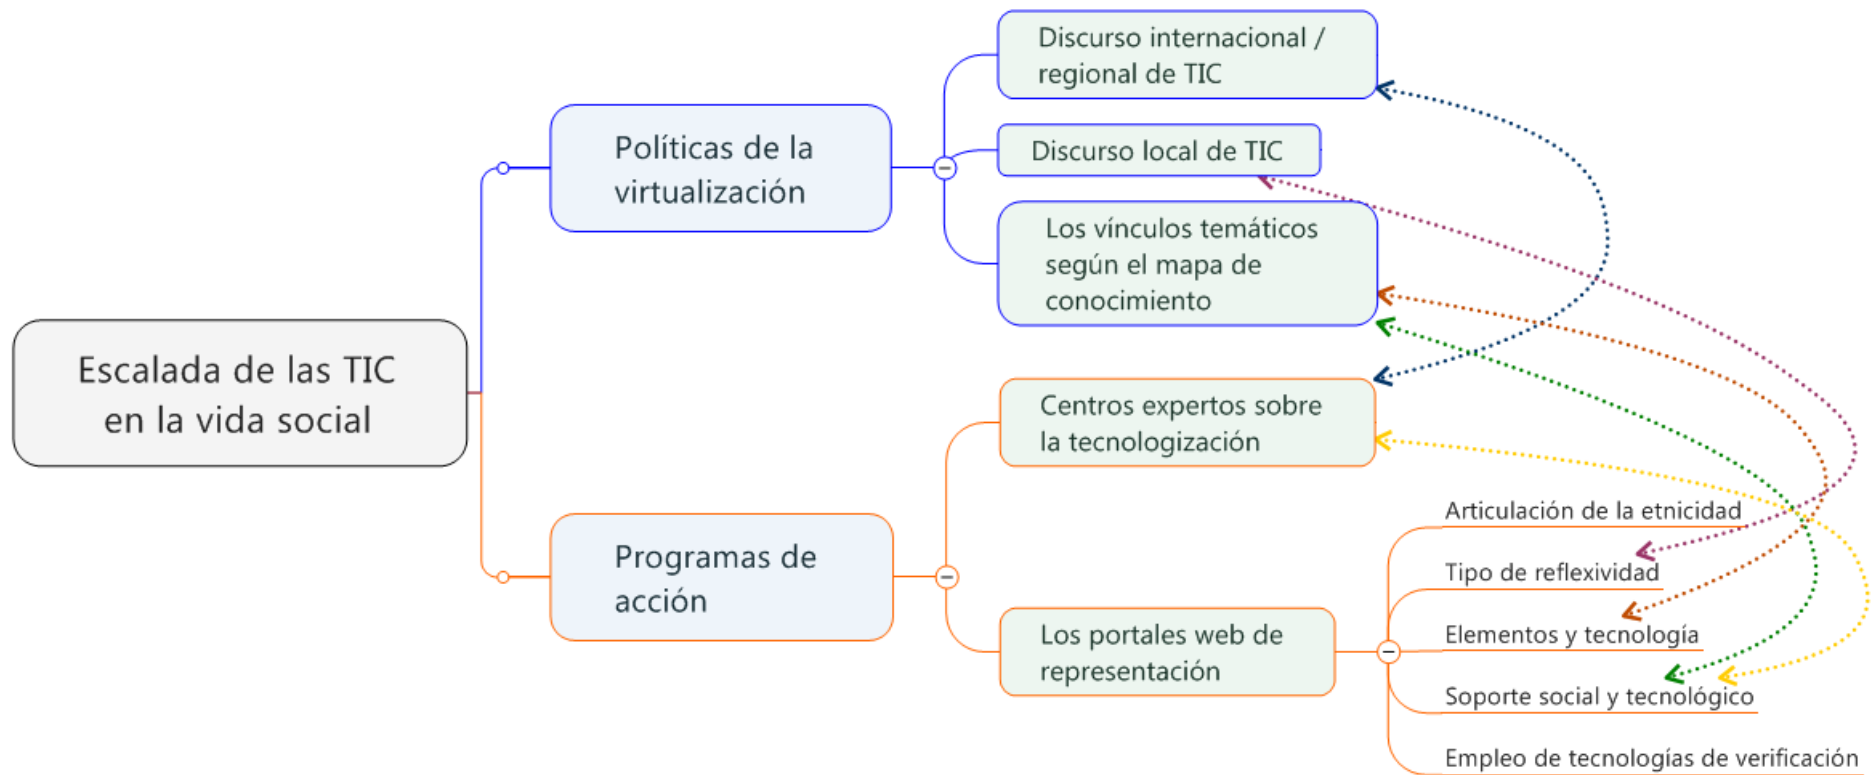 Escalada de las TIC
en la vida social
Políticas de la
virtualización
Discurso internacional /
regional de TIC
Discurso local de TIC
Los vínculos temáticos
según el mapa de
conocimiento
Programas de
acción
Centros expertos sobre
la tecnologización
Los portales web de
representación
Articulación de la etnicidad
Tipo de reflexividad
Elementos y tecnología
Soporte social y tecnológico
Empleo de tecnologías de verificación